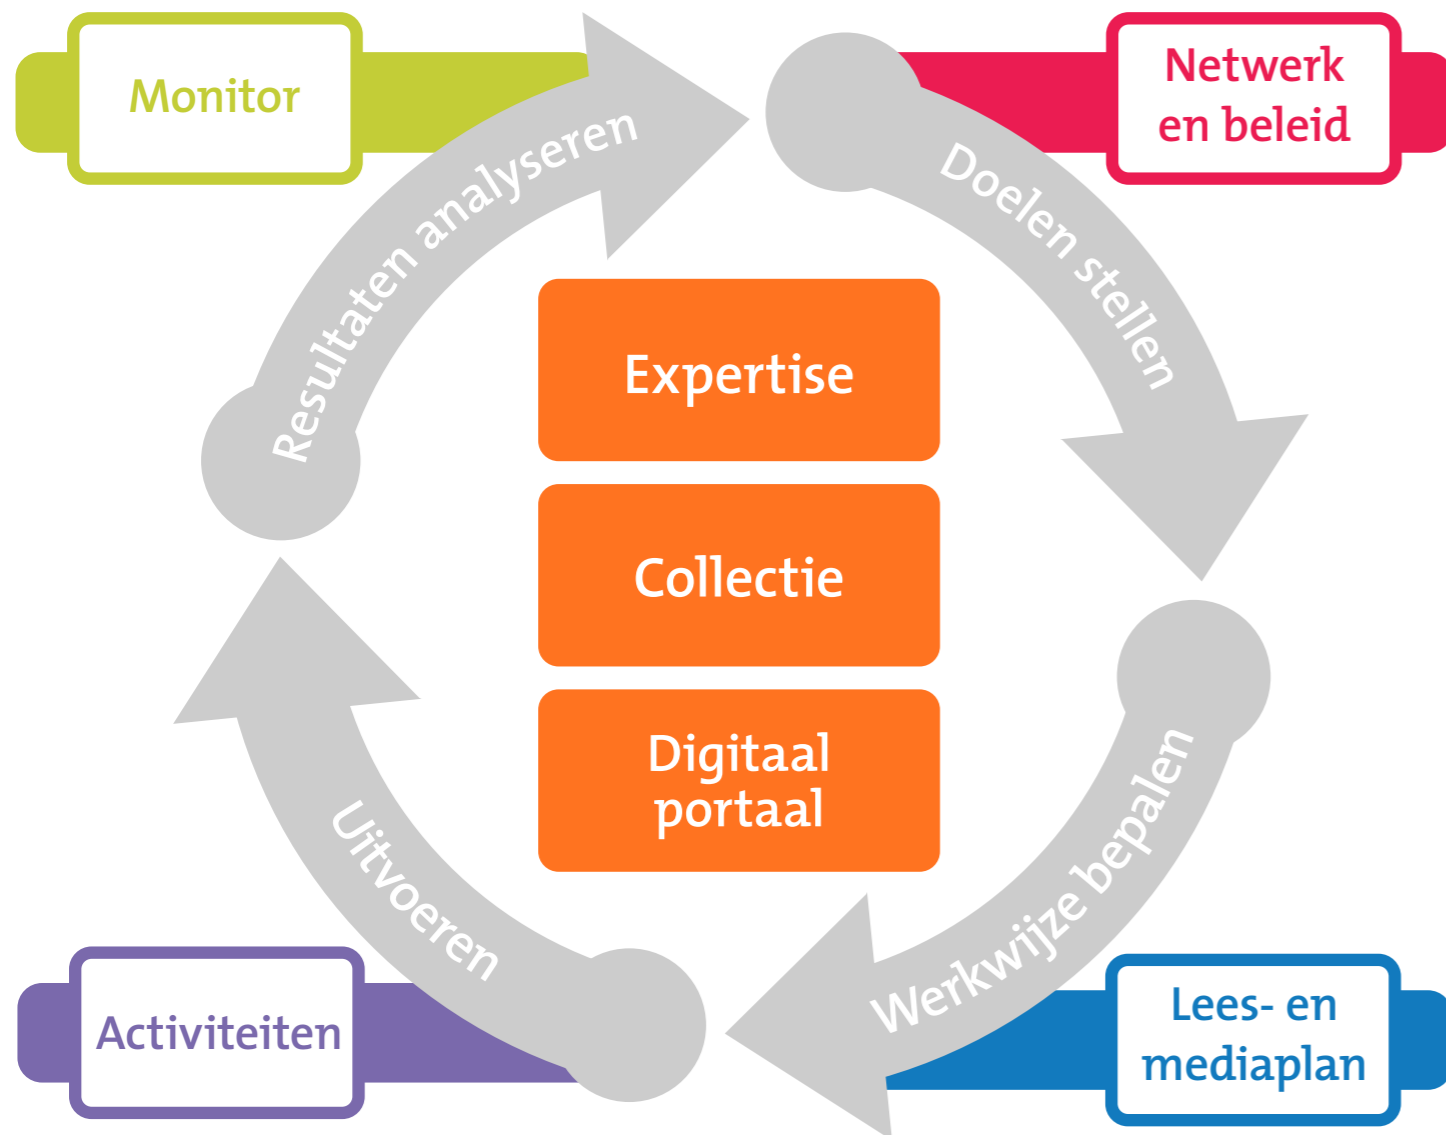 Monitor
Netwerk
en beleid
Resultaten analyseren
Doelen stellen
Expertise
Collectie
Digitaal
portaal
Uitvoeren
Werkwijze bepalen
Activiteiten
Lees- en
mediaplan